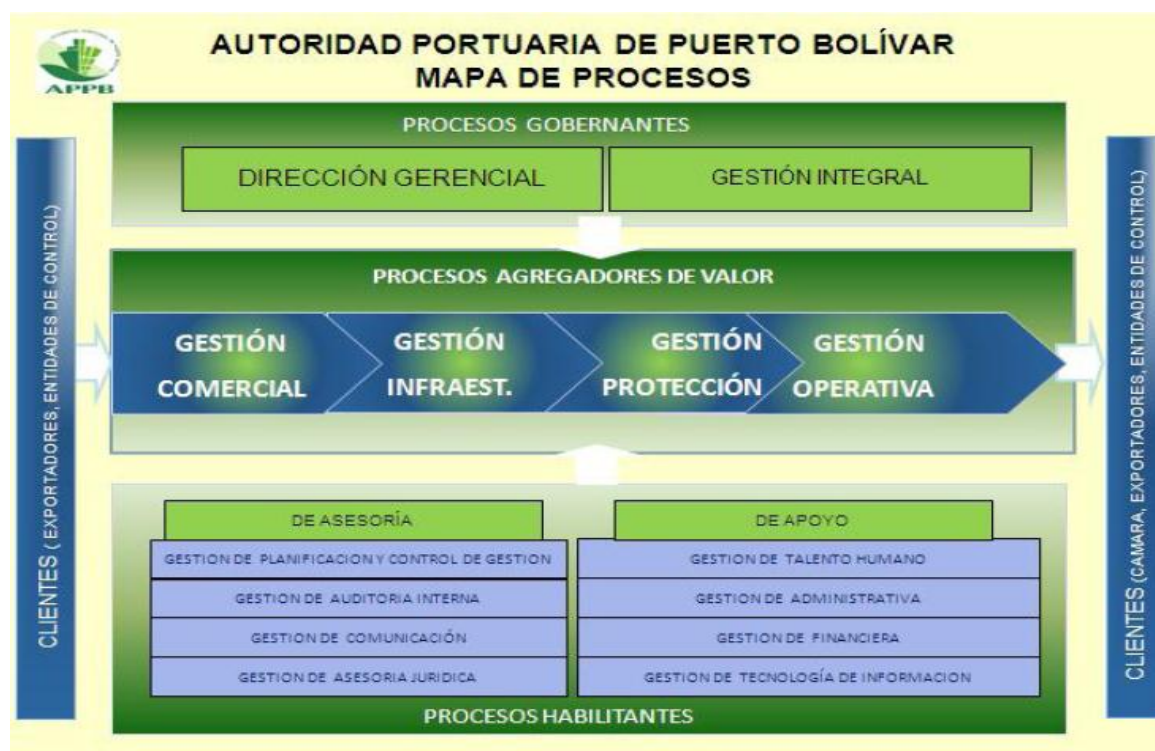 AUTORIDAD PORTUARIA DE PUERTO BOLÍVAR
MAPA DE PROCESOS
APPB
CLIENTES ( EXPORTADORES, ENTIDADES DE CONTROL)
PROCESOS GOBERNANTES
DIRECCIÓN GERENCIAL
GESTIÓN INTEGRAL
PROCESOS AGREGADORES DE VALOR
GESTIÓN
COMERCIAL
GESTIÓN
INFRAEST.
GESTIÓN
PROTECCIÓN
GESTIÓN
OPERATIVA
DE ASESORÍA
GESTION DE PLANIFICACION Y CONTROL DE GESTION
GESTION DE AUDITORIA INTERNA
GESTION DE COMUNICACIÓN
GESTION DE ASESORIA JURIDICA
DE APOYO
GESTION DE TALENTO HUMANO
GESTION DE ADMINISTRATIVA
GESTION DE FINANCIERA
GESTION DE TECNOLOGÍA DE INFORMACION
PROCESOS HABILITANTES
CLIENTES (CAMARA, EXPORTADORES, ENTIDADES DE CONTROL)